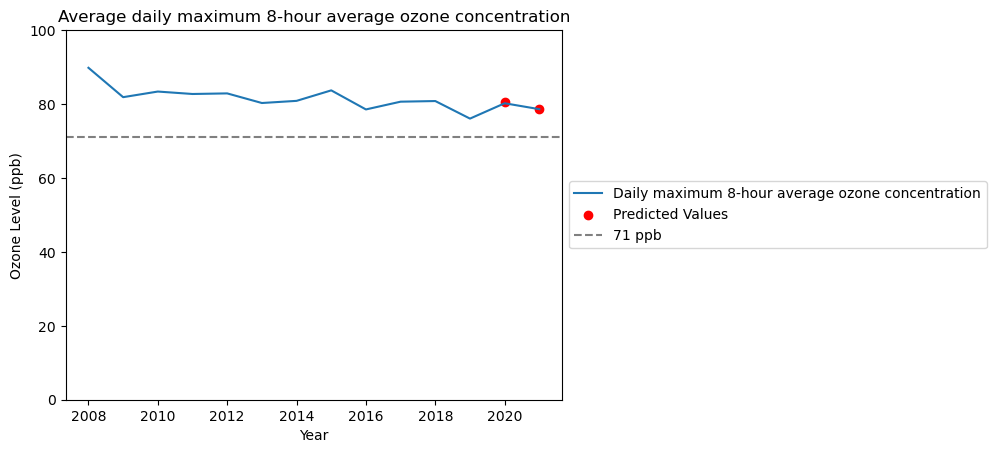 Average daily maximum 8-hour average ozone concentration
100
80
60
40
20
0
Ozone Level (ppb)
2008 2010 2012 2014 2016 2018 2020
Year
Daily maximum 8-hour average ozone concentration
Predicted Values
71 ppb